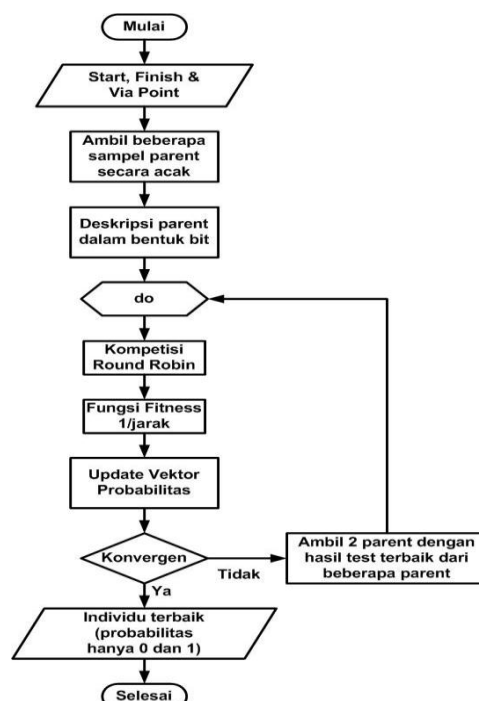 Mulai
Start, Finish &
Via Point
Ambil beberapa
sampel parent
secara acak
Deskripsi parent
dalam bentuk bit
do
Kompetisi
Round Robin
Fungsi Fitness
1/jarak
Update Vektor
Probabilitas
Konvergen
Tidak
Ambil 2 parent dengan
hasil test terbaik dari
beberapa parent
Ya
Individu terbaik
(probabilitas
hanya 0 dan 1)
Selesai